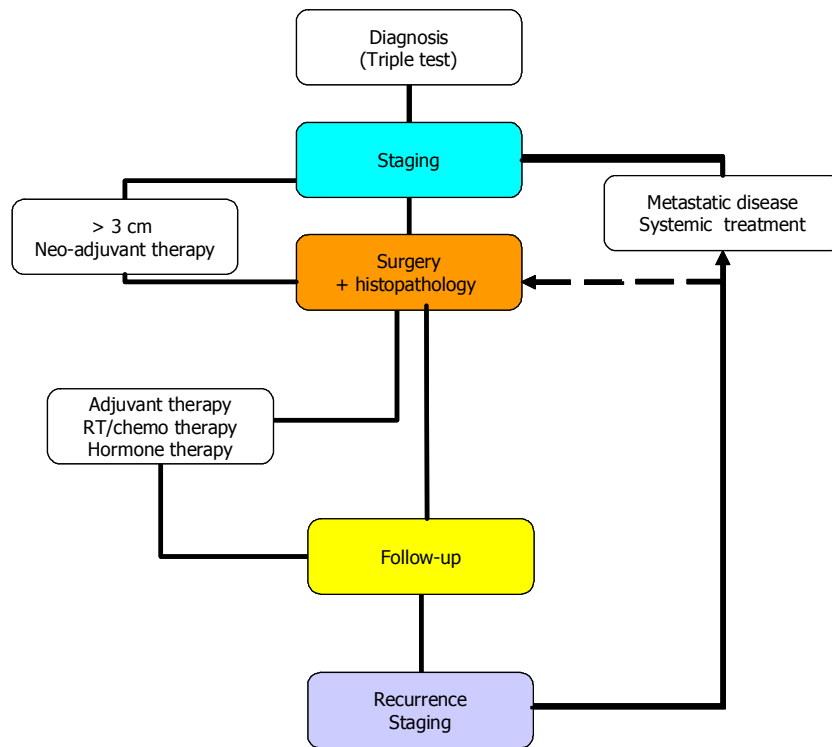 Diagnosis
(Triple test)
Staging
> 3 cm
Neo-adjuvant therapy
Metastatic disease
Systemic treatment
Surgery
+ histopathology
Adjuvant therapy
RT/chemo therapy
Hormone therapy
Follow-up
Recurrence
Staging